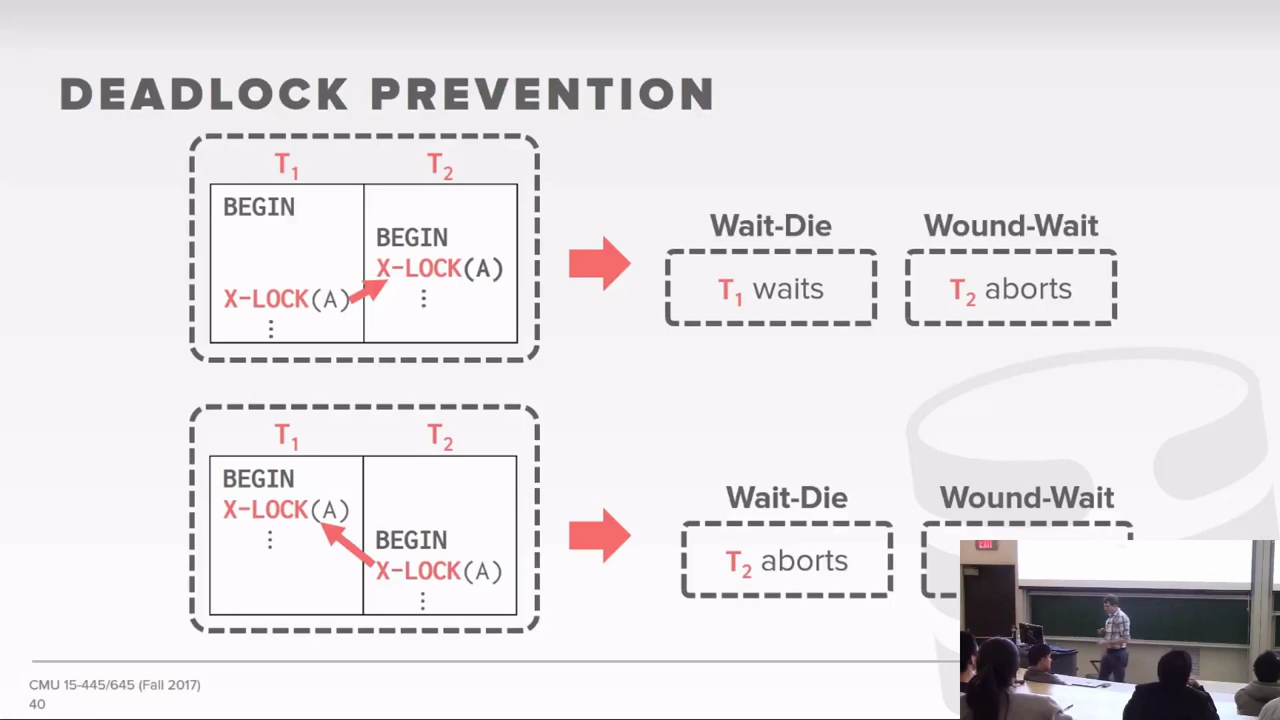 DEADLOCK PREVENTION
T1 T2
BEGIN
BEGIN
X-LOCK(A)
X-LOCK(A)
⋮
⋮
Wait-Die
T1 waits
Wound-Wait
T2 aborts
T1 T2
BEGIN
X-LOCK(A)
⋮
BEGIN
X-LOCK(A)
⋮
Wait-Die
T2 aborts
Wound-Wait
CMU 15-445/645 (Fall 2017)
40
EXIT